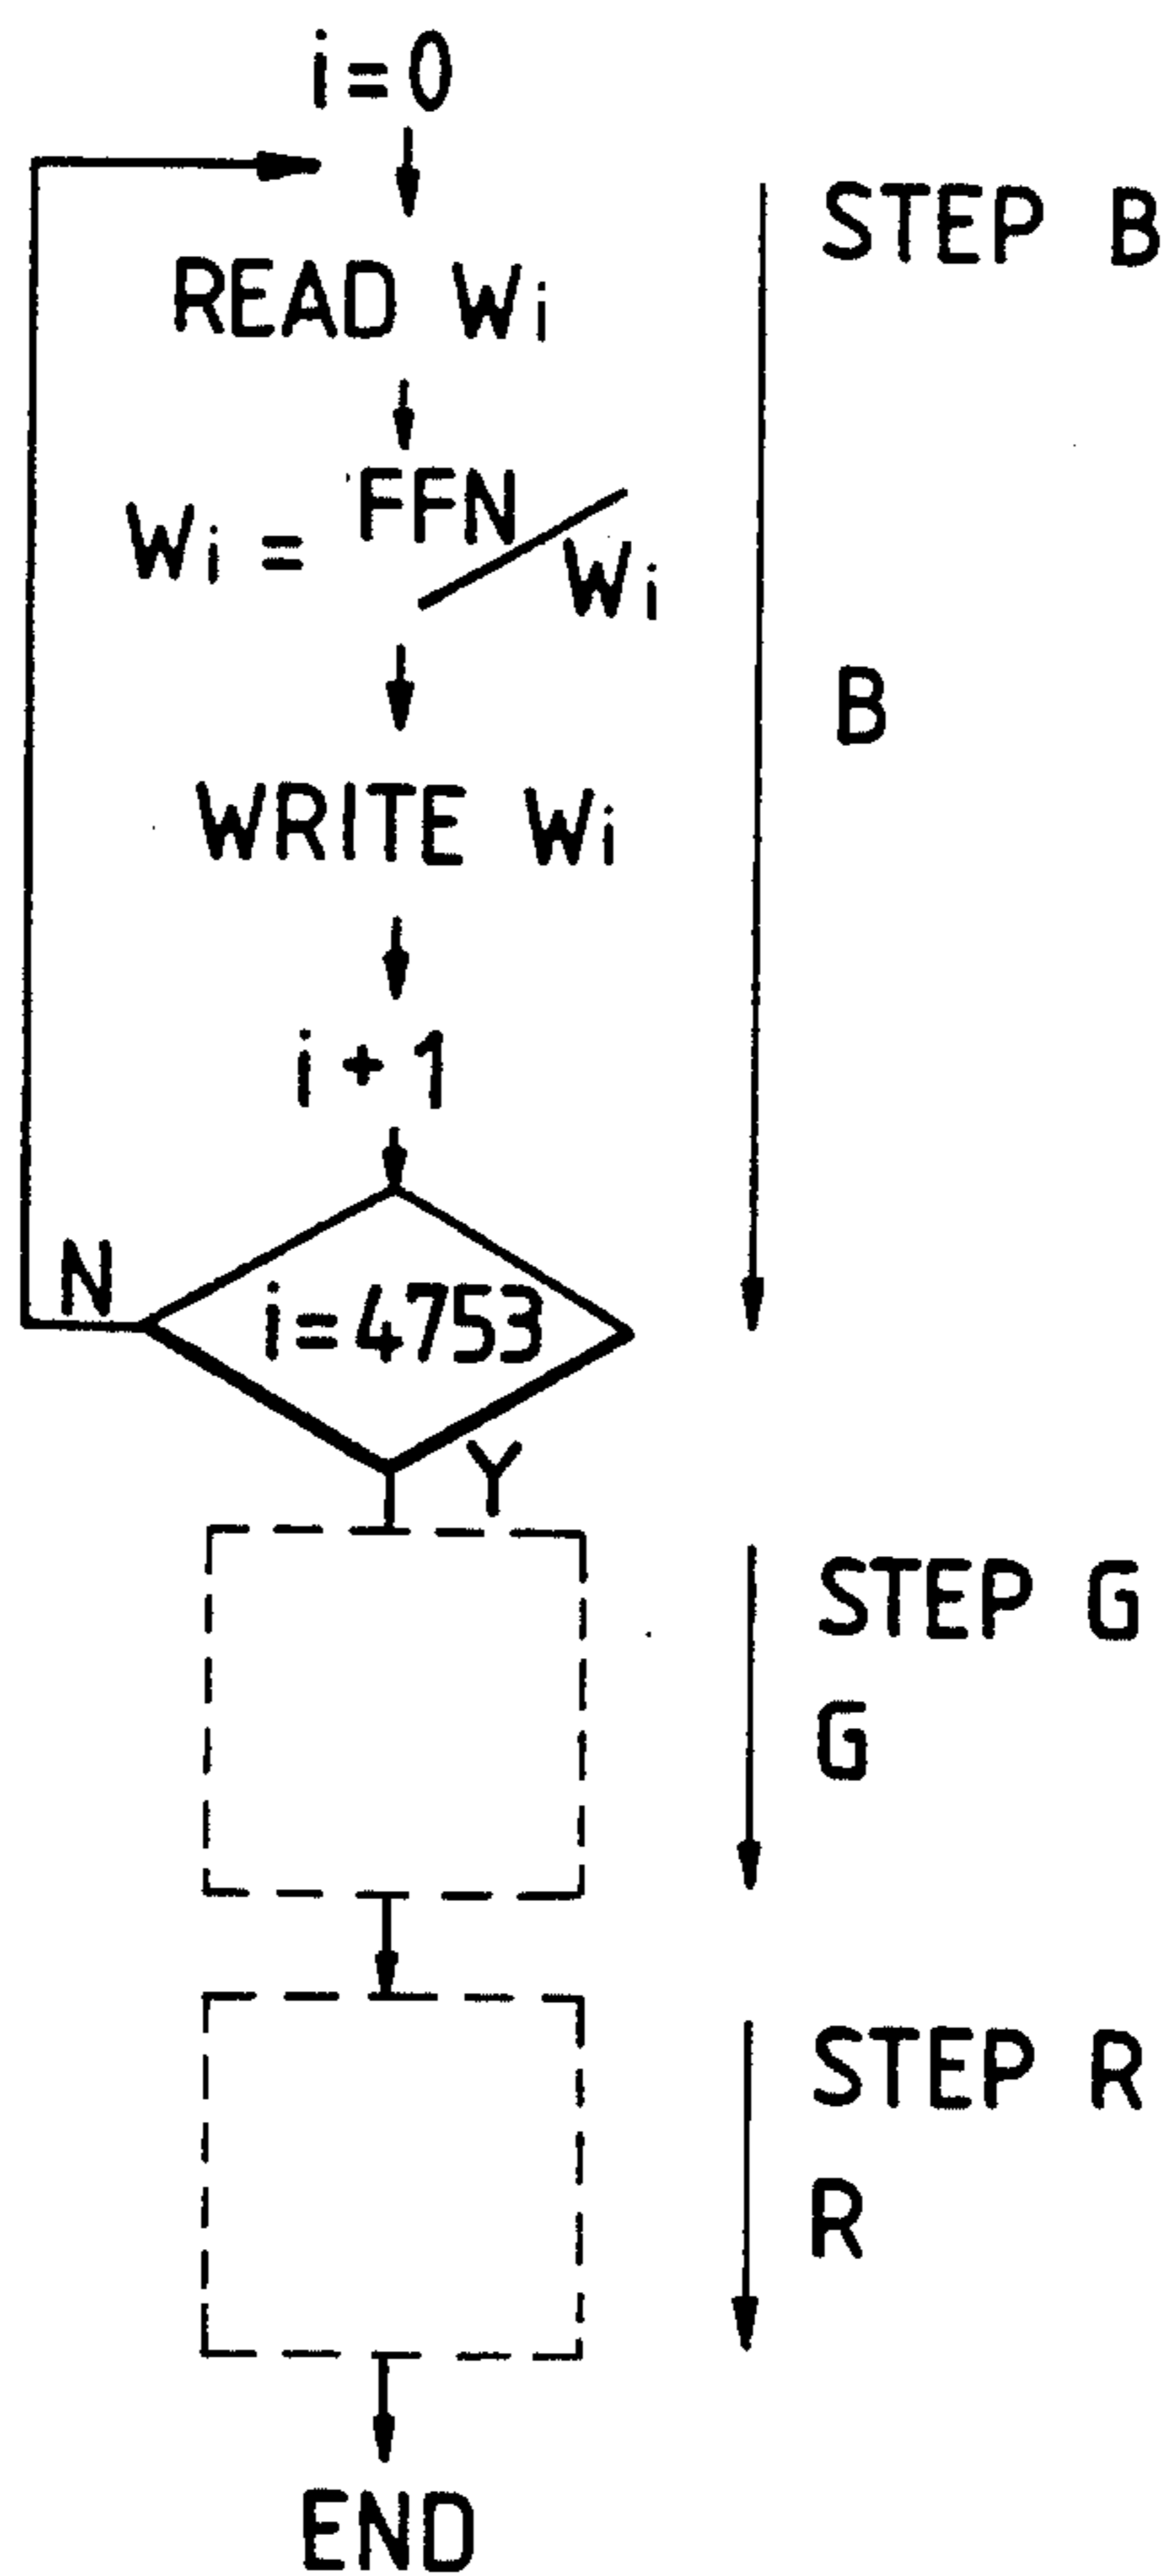 i=0
STEP B
READ Wi
Wi = FFN/Wi
B
WRITE Wi
i+1
N
i=4753
Y
STEP G
G
STEP R
R
END